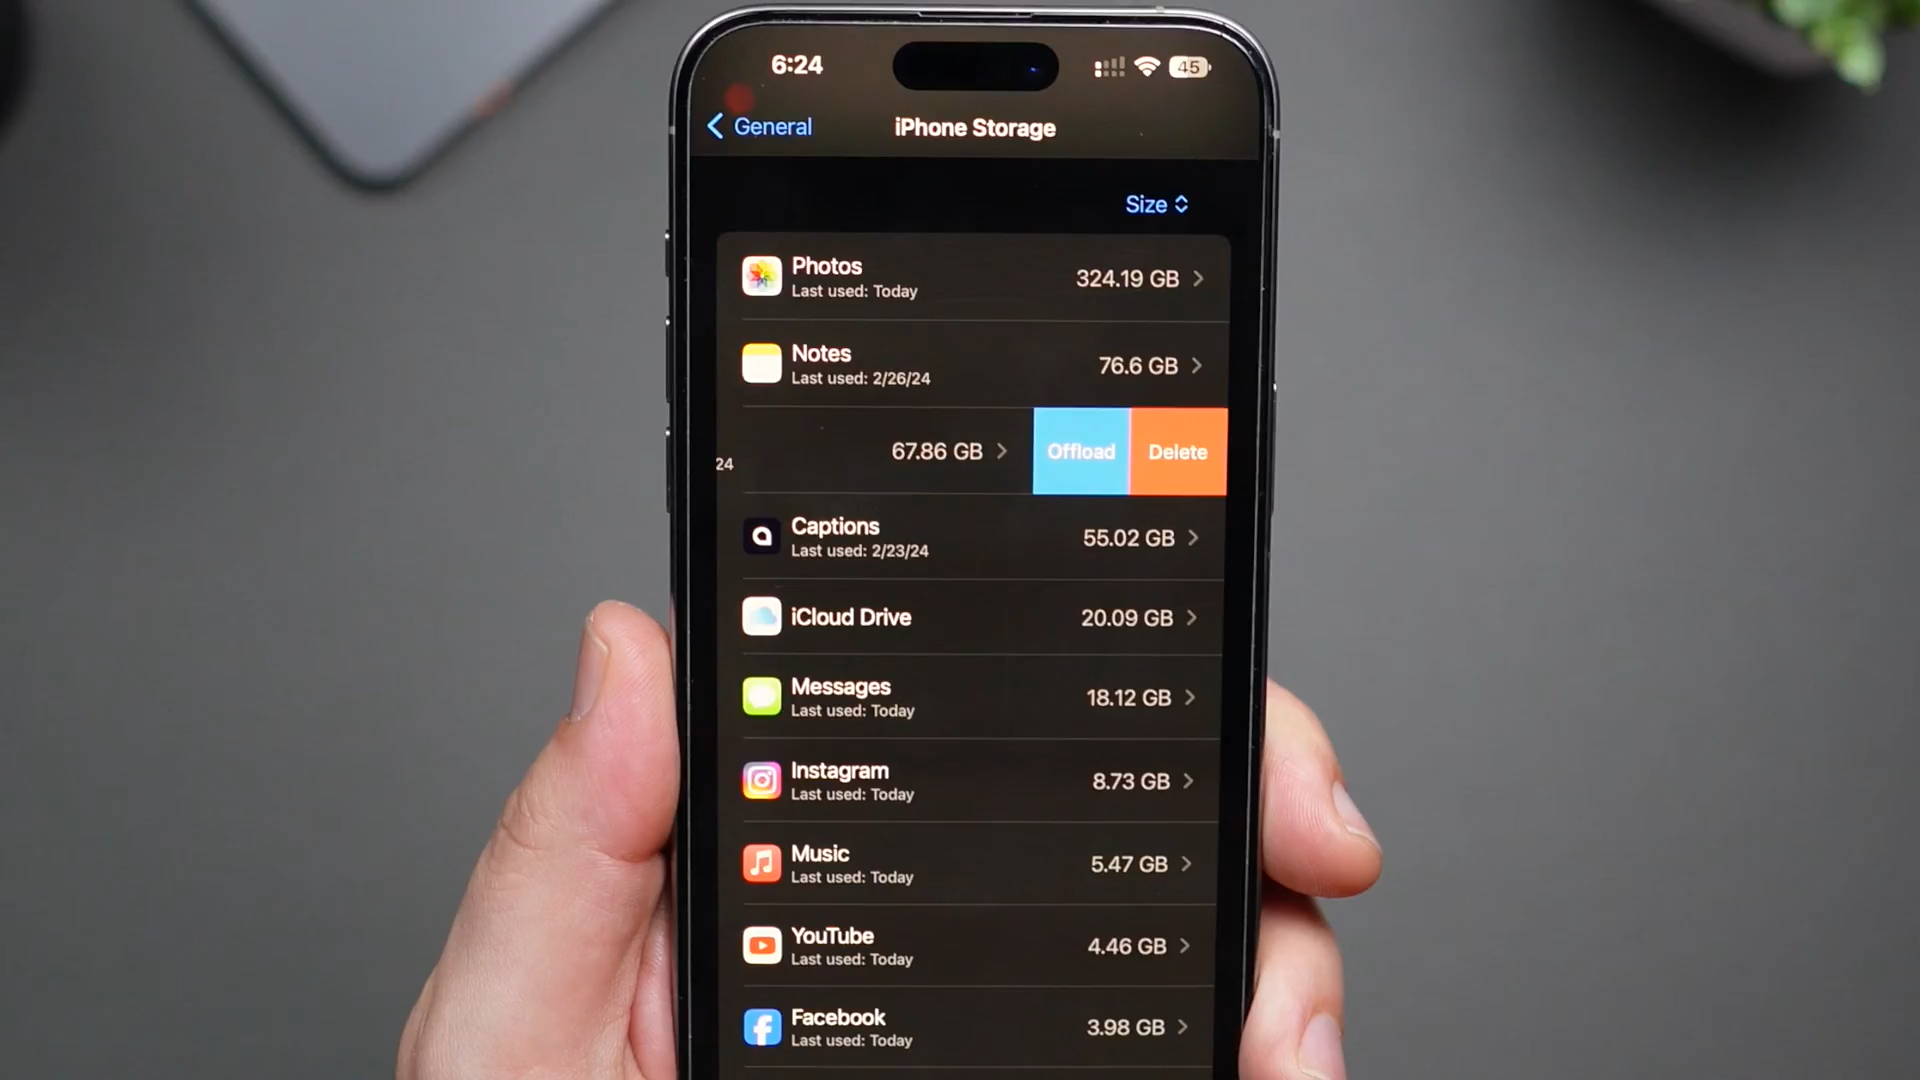 6:24
45
General
iPhone Storage
Size
Photos
324.19 GB
Last used: Today
Notes
76.6 GB
Last used: 2/26/24
67.86 GB
Offload
Delete
24
Captions
55.02 GB
Last used: 2/23/24
iCloud Drive
20.09 GB
Messages
18.12 GB
Last used: Today
Instagram
8.73 GB
Last used: Today
Music
5.47 GB
Last used: Today
YouTube
4.46 GB
Last used: Today
Facebook
3.98 GB
Last used: Today